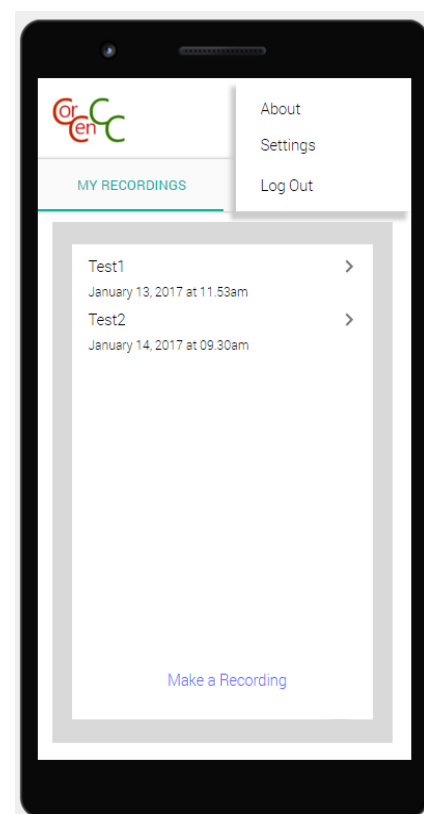 CorCenCC
About
Settings
MY RECORDINGS
Log Out
Test1
January 13, 2017 at 11.53am
Test2
January 14, 2017 at 09.30am
Make a Recording